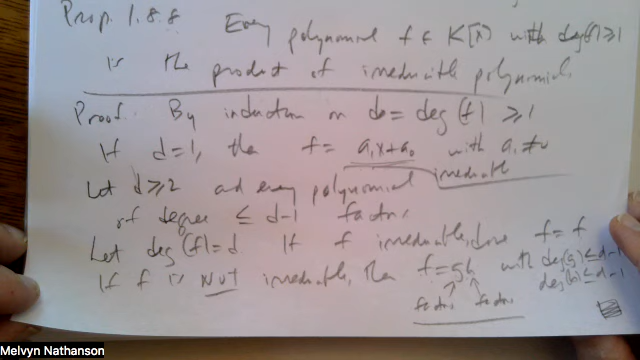 Prop. 1.8.8 Every polynomial f ∈ K[x] with deg(f) ≥ 1
is the product of irreducible polynomials
Proof. By induction on d = deg(f) ≥ 1
If d=1, then f = a₁x+a₀ with a₁≠0
irreducible
Let d≥2 and every polynomial
of degree ≤ d-1 factors
Let deg(f)=d If f irreducible, done f = f
If f is NOT irreducible, then f = gh with deg(g) ≤ d-1
deg(h) ≤ d-1
factors factors
Melvyn Nathanson